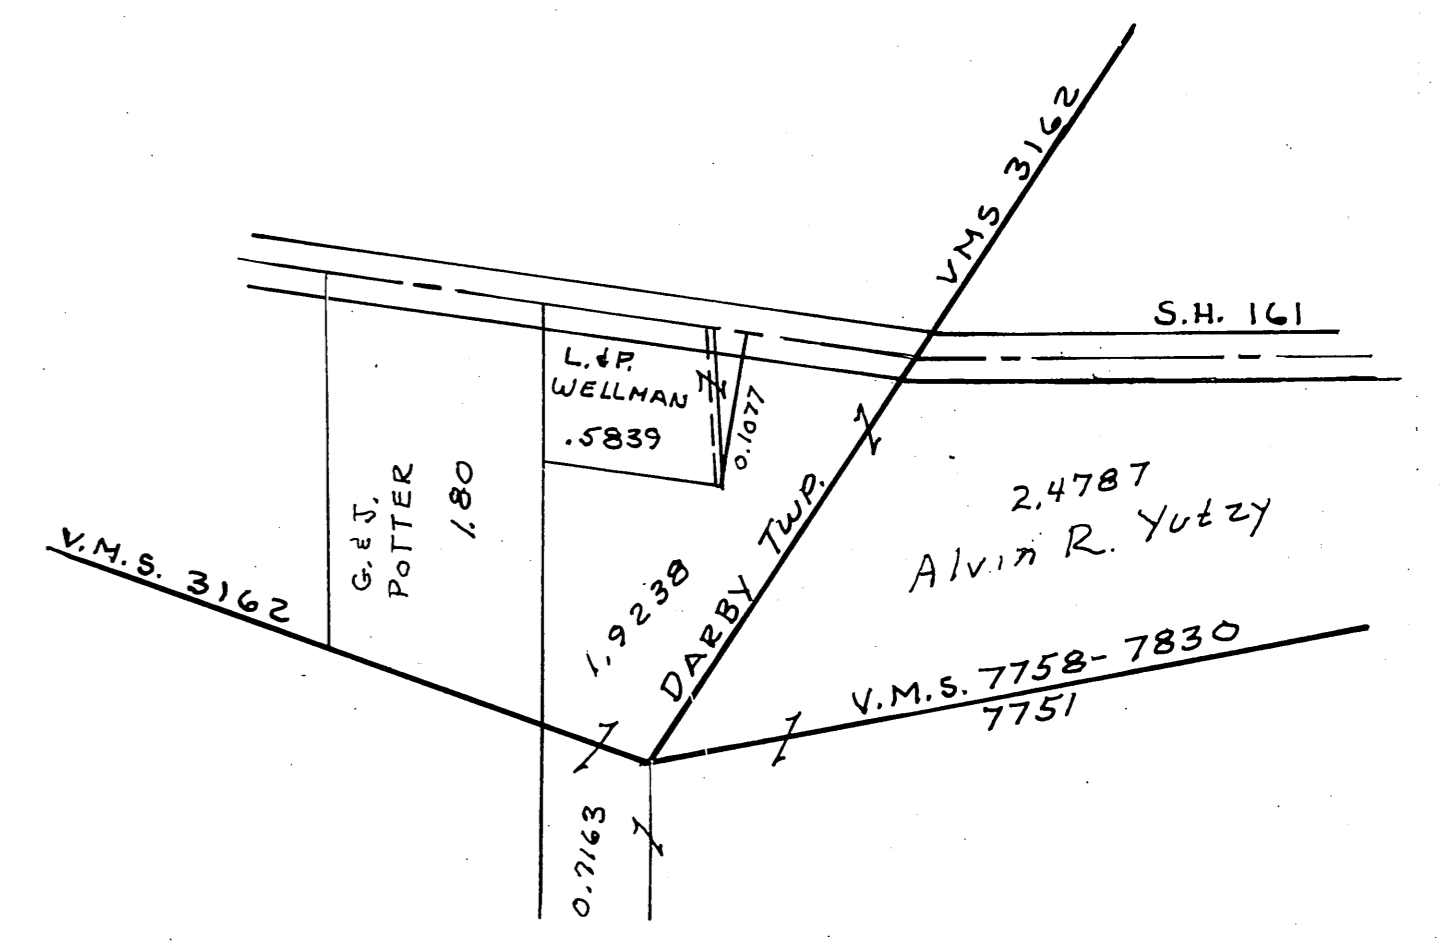 VMS 3162
S.H. 161
L. & P.
WELLMAN
.5839
0.1077
G. & J.
POTTER
1.80
V.M.S. 3162
1.9238
DARBY TWP.
2.4787
Alvin R. Yutzy
V.M.S. 7758-7830
7751
0.7163